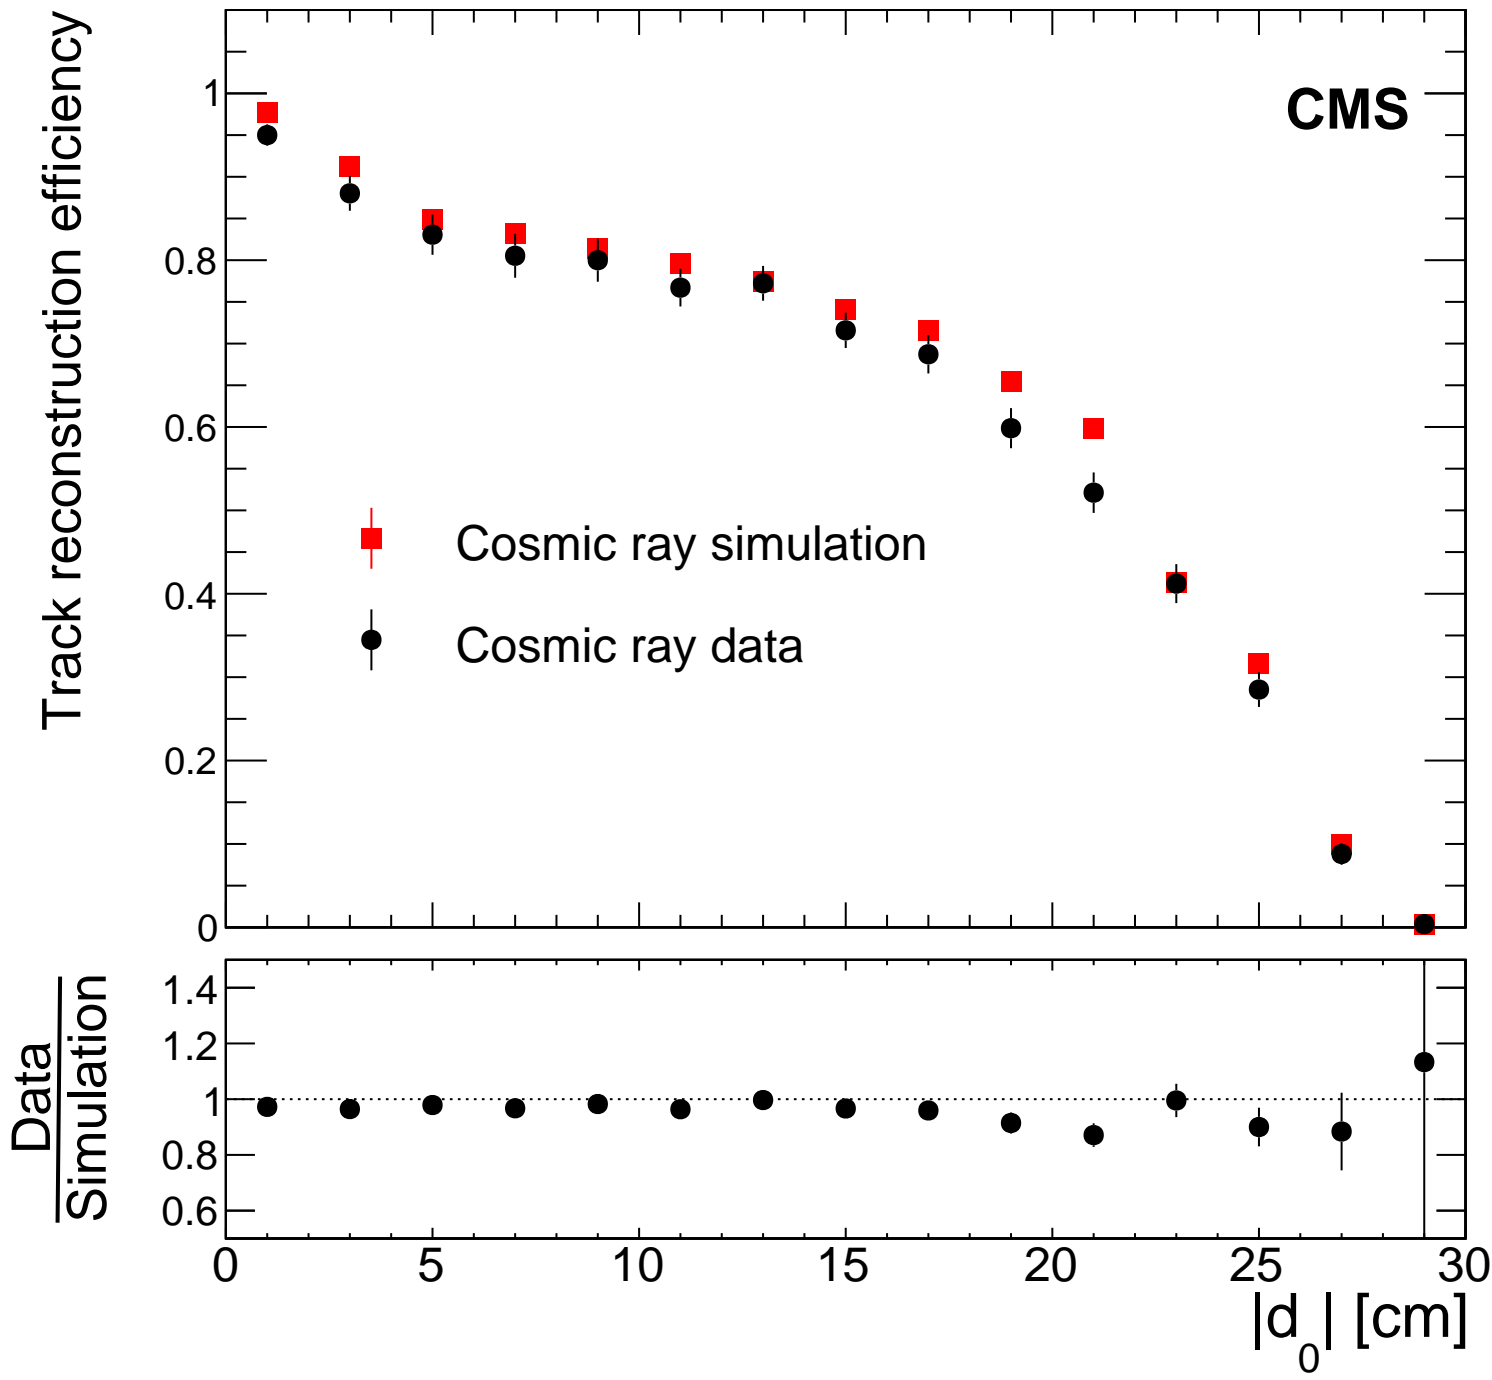 Track reconstruction efficiency
1
0.8
0.6
0.4
0.2
0
CMS
Cosmic ray simulation
Cosmic ray data
Data
Simulation
1.4
1.2
1
0.8
0.6
0 5 10 15 20 25 30
|d0| [cm]